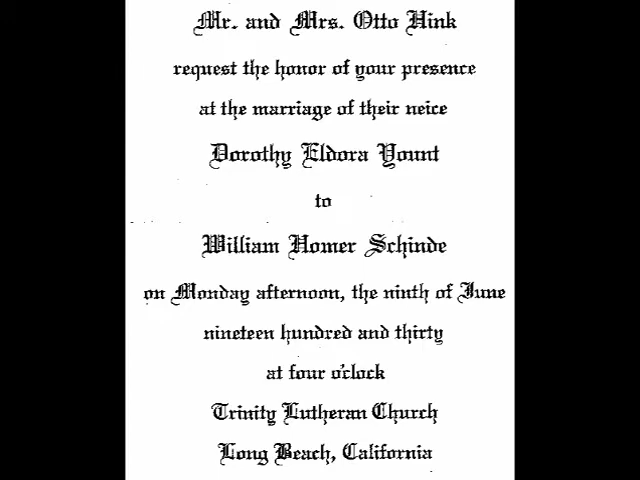 Mr. and Mrs. Otto Hink
request the honor of your presence
at the marriage of their neice
Dorothy Eldora Yount
to
William Homer Schinde
on Monday afternoon, the ninth of June
nineteen hundred and thirty
at four o'clock
Trinity Lutheran Church
Long Beach, California